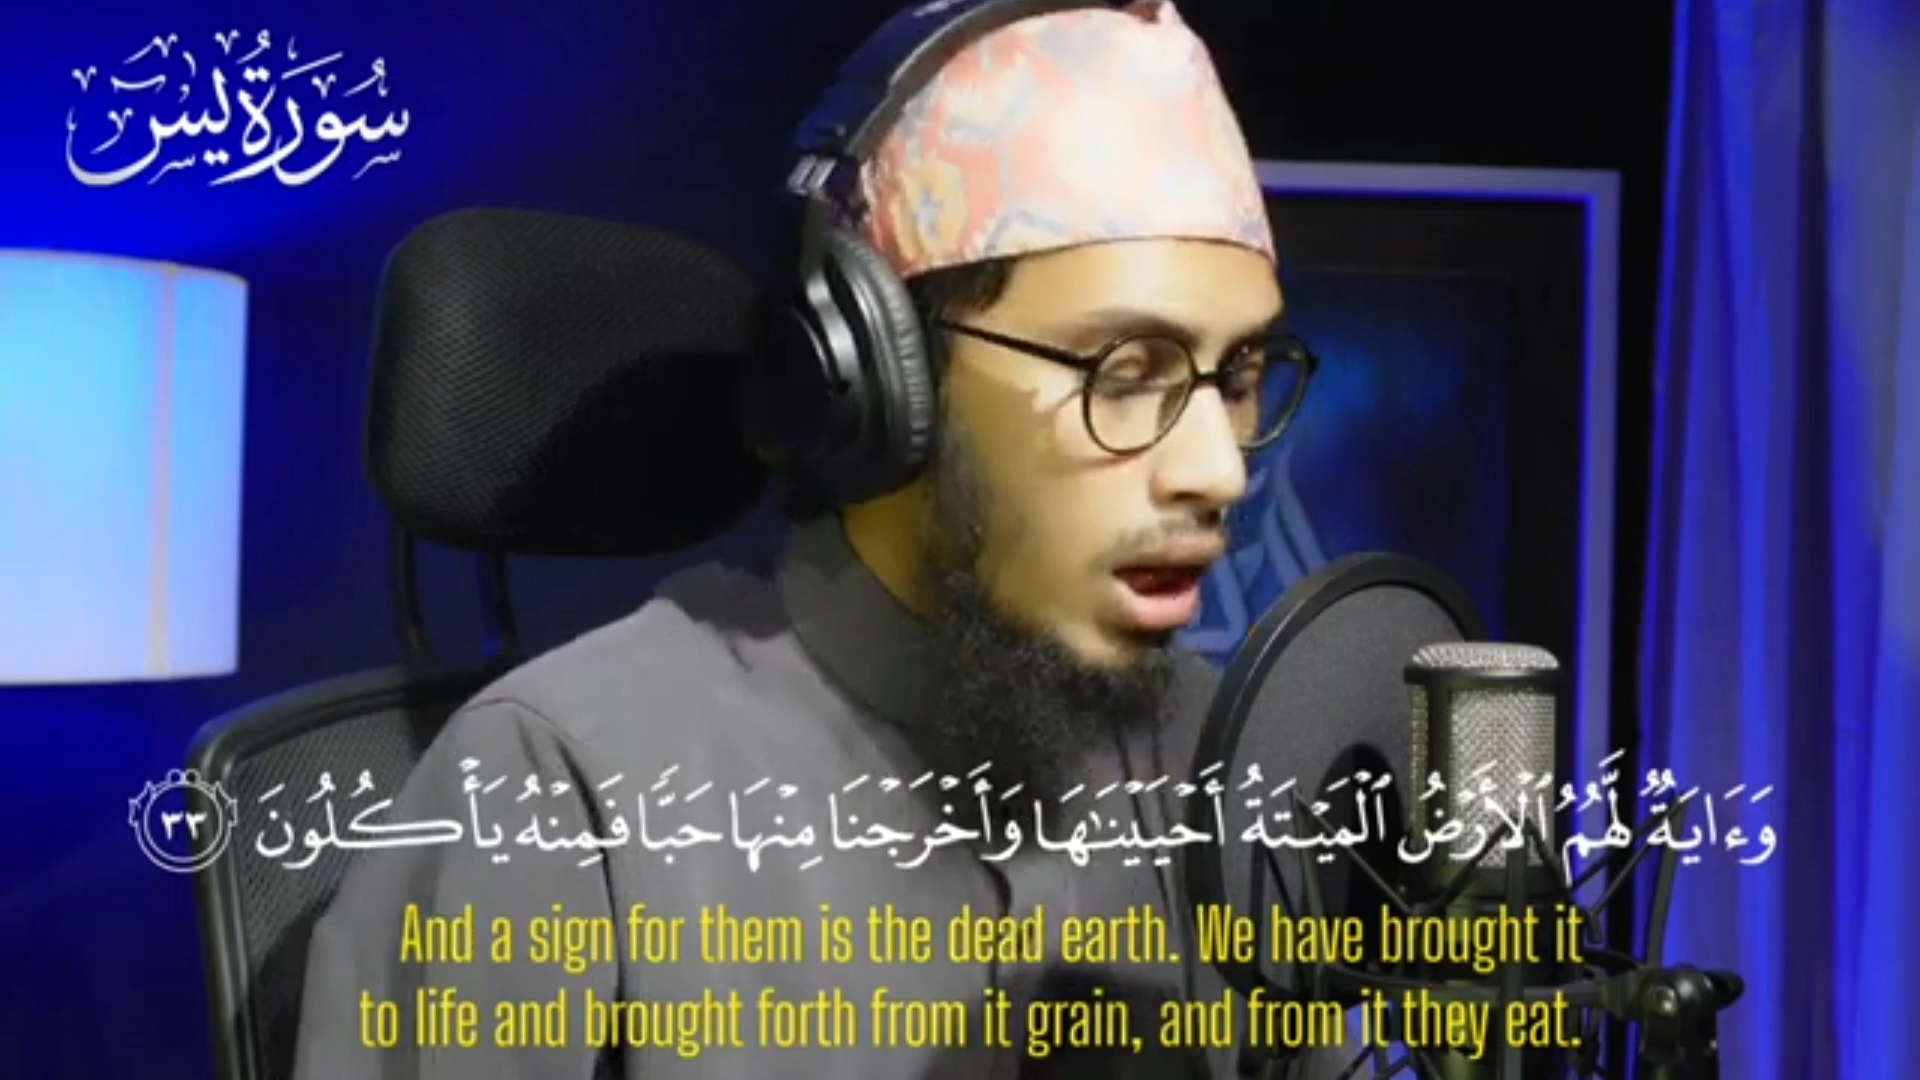 سُورَةُ يسٓ
وَءَايَةٌ لَّهُمُ ٱلْأَرْضُ ٱلْمَيْتَةُ أَحْيَيْنَٰهَا وَأَخْرَجْنَا مِنْهَا حَبًّا فَمِنْهُ يَأْكُلُونَ ٣٣
And a sign for them is the dead earth. We have brought it
to life and brought forth from it grain, and from it they eat.